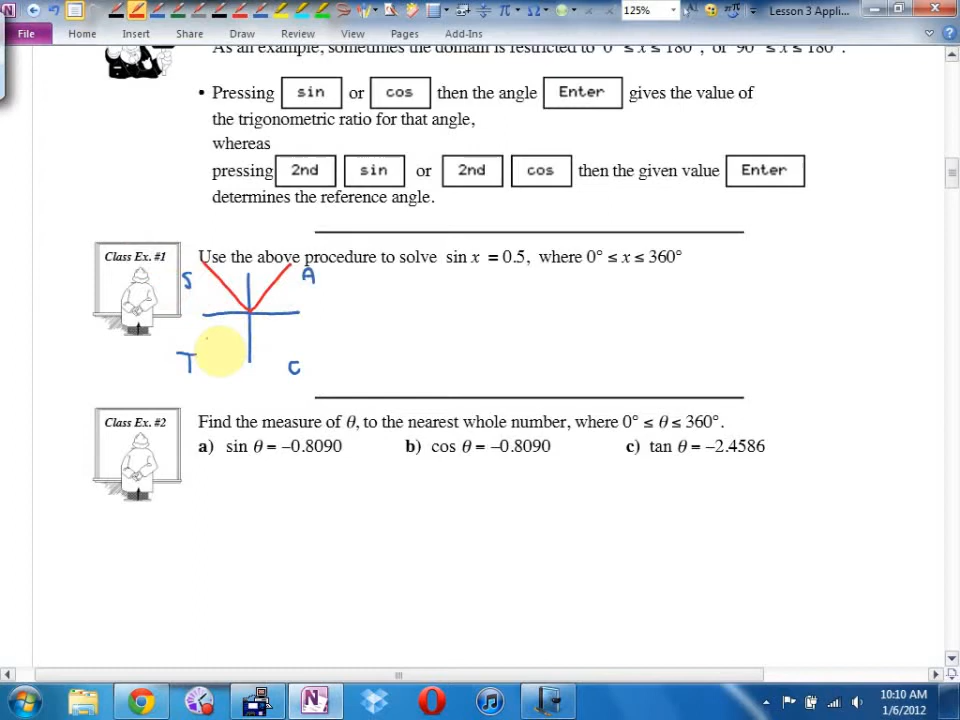 125%
Lesson 3 Appli...
File Home Insert Share Draw Review View Pages Add-Ins
As an example, sometimes the domain is restricted to 0° ≤ x ≤ 180°, or 90° ≤ x ≤ 180°.
• Pressing sin or cos then the angle Enter gives the value of
the trigonometric ratio for that angle,
whereas
pressing 2nd sin or 2nd cos then the given value Enter
determines the reference angle.
Class Ex. #1
Use the above procedure to solve sin x = 0.5, where 0° ≤ x ≤ 360°
S A
T C
Class Ex. #2
Find the measure of θ, to the nearest whole number, where 0° ≤ θ ≤ 360°.
a) sin θ = –0.8090 b) cos θ = –0.8090 c) tan θ = –2.4586
10:10 AM
1/6/2012